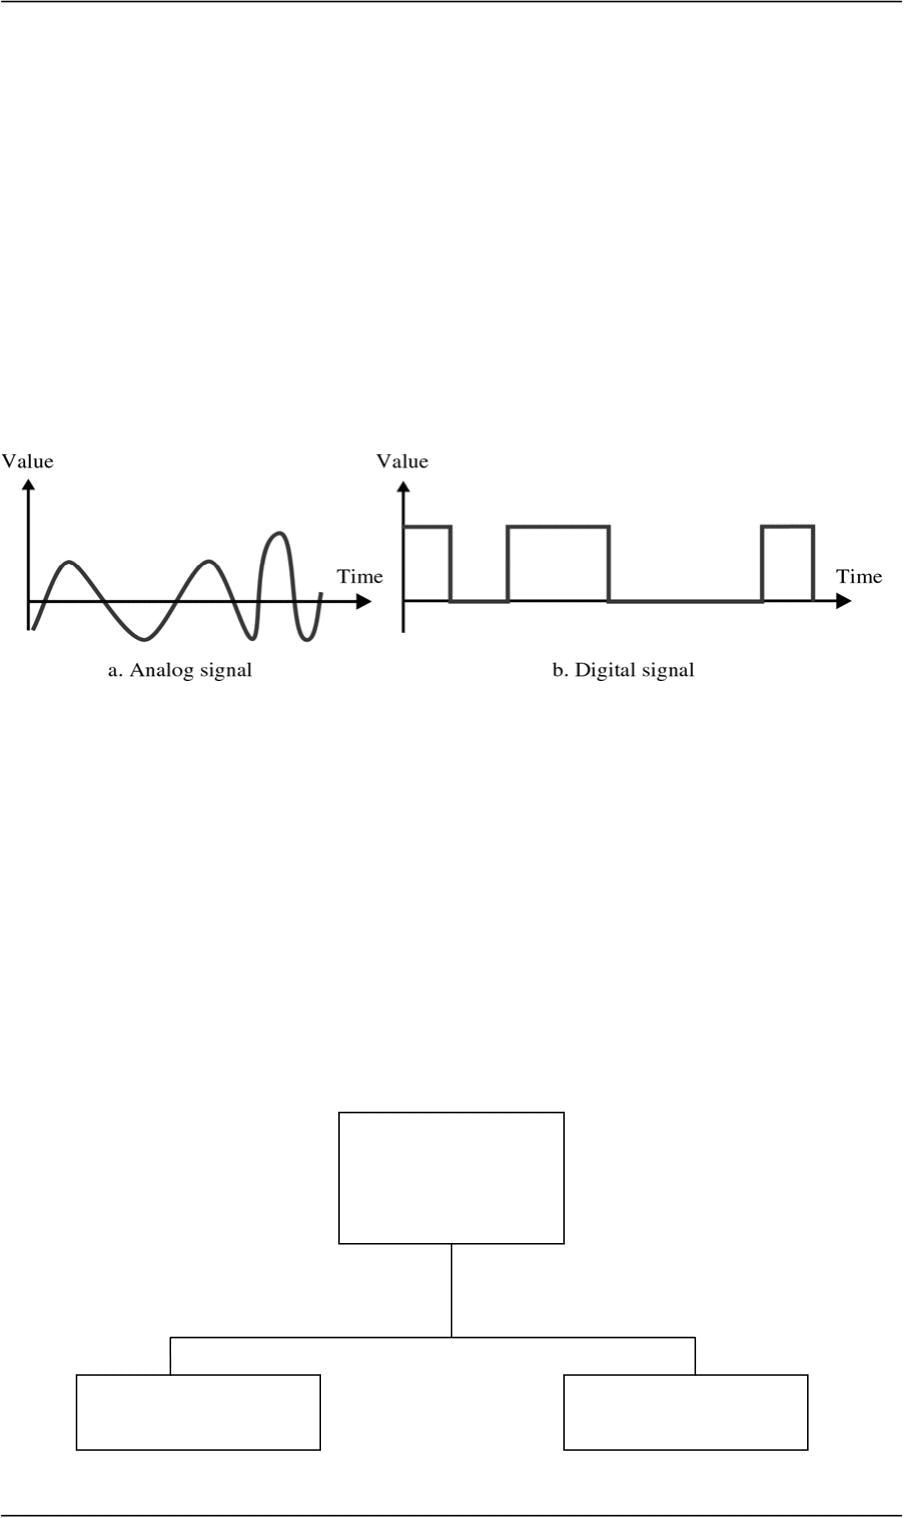 Value
Time
a. Analog signal
Value
Time
b. Digital signal